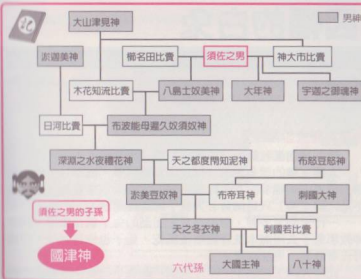 大山津見神
男神
淤迦美神
櫛名田比賣
須佐之男
神大市比賣
木花知流比賣
八島士奴美神
大年神
宇迦之御魂神
日河比賣
布波能母遲久奴須奴神
深淵之水夜禮花神
天之都度閇知泥神
布怒豆怒神
淤美豆奴神
布帝耳神
刺國大神
須佐之男的子孫
天之冬衣神
刺國若比賣
國津神
六代孫
大國主神
八十神